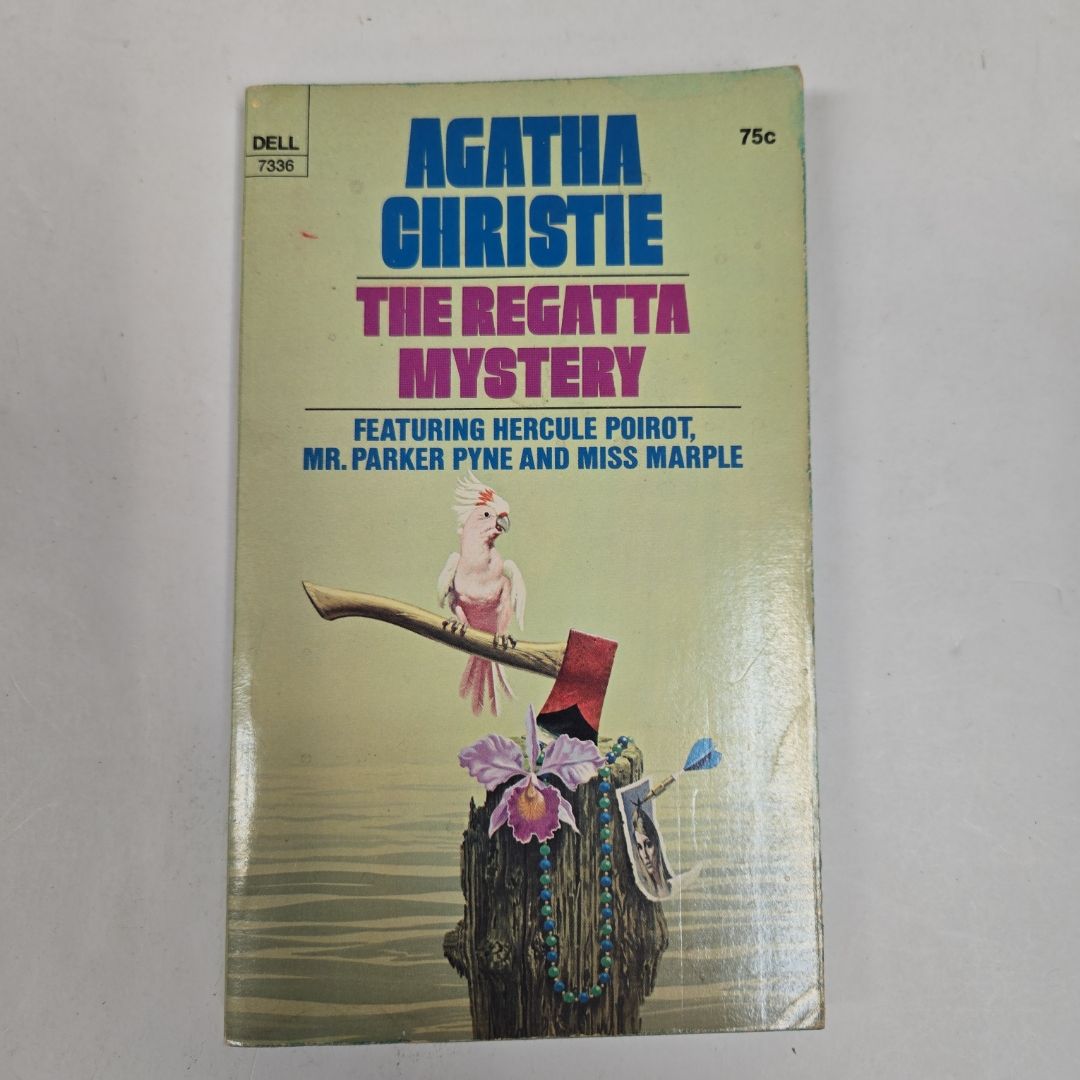 DELL
7336
75c
AGATHA
CHRISTIE
THE REGATTA
MYSTERY
FEATURING HERCULE POIROT,
MR. PARKER PYNE AND MISS MARPLE